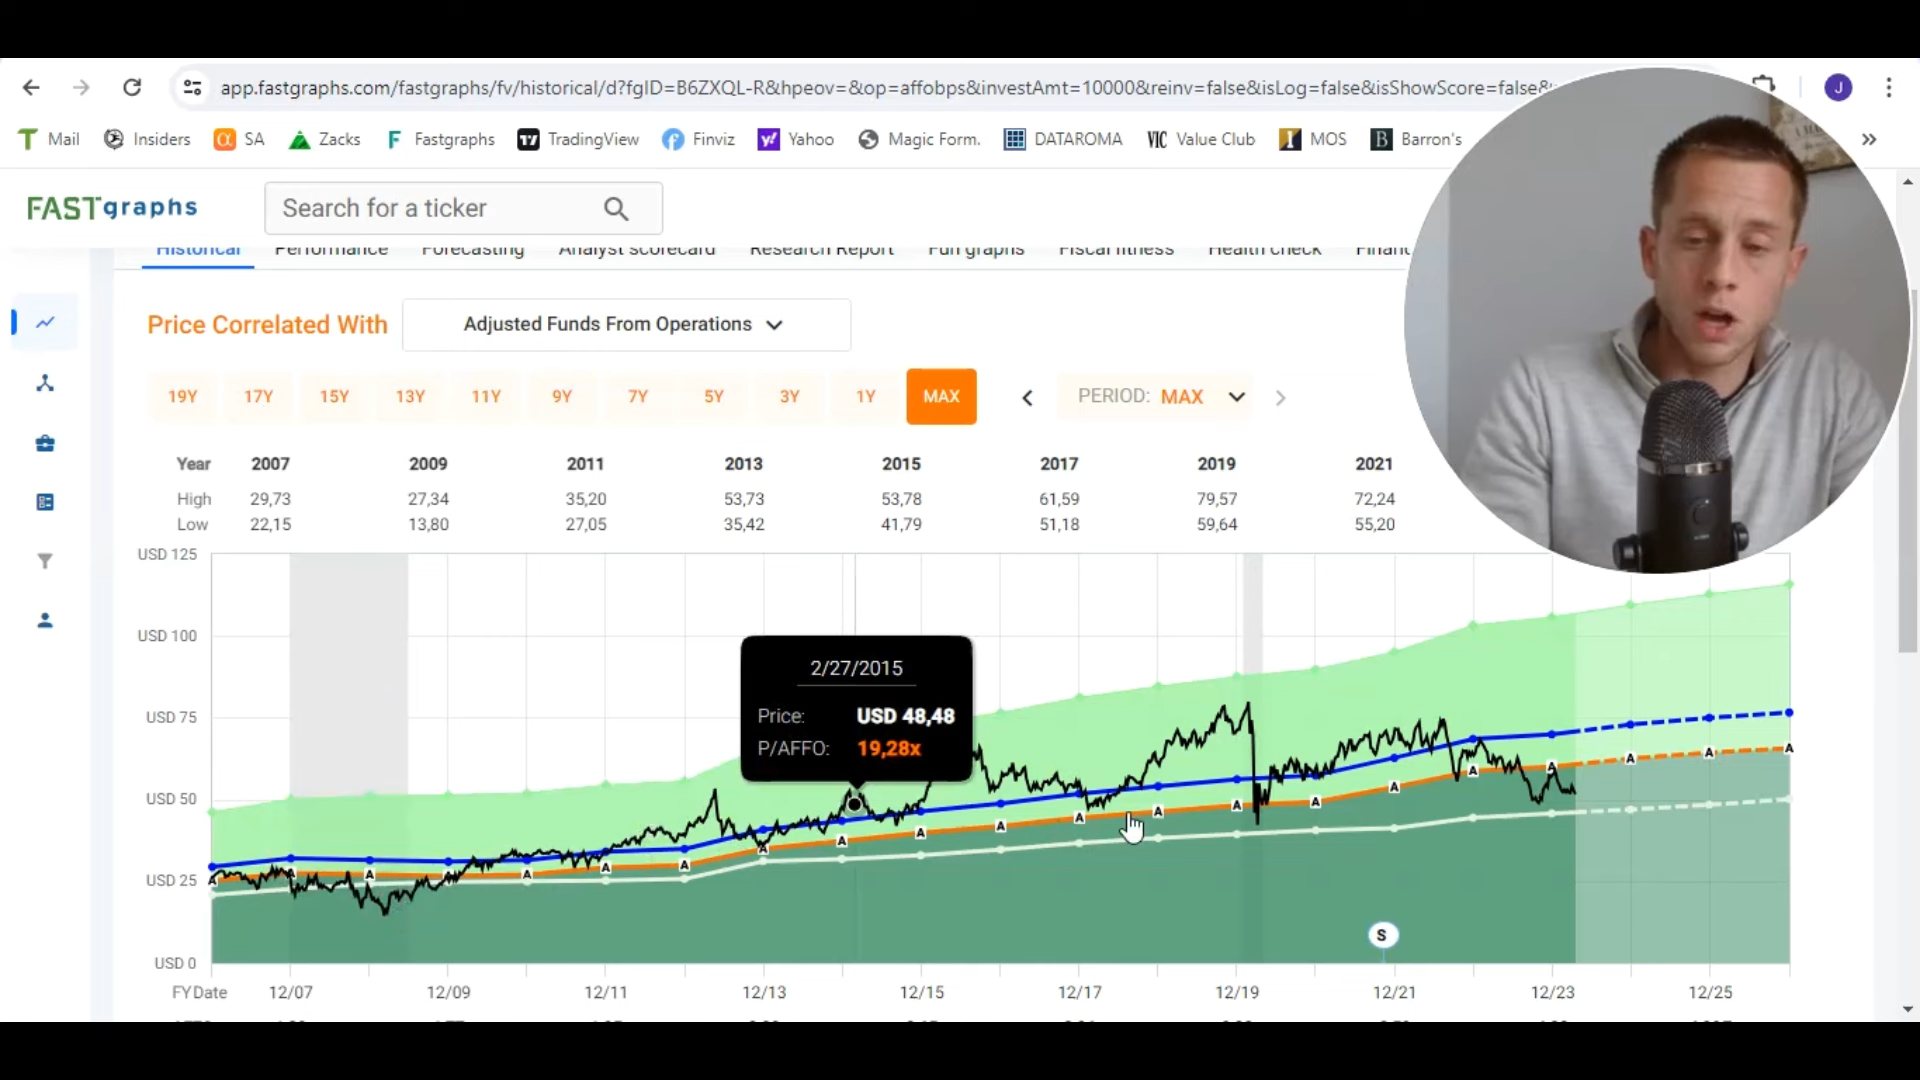 app.fastgraphs.com/fastgraphs/fv/historical/d?fgID=B6ZXQL-R&hpeov=&op=affobps&investAmt=10000&reinv=false&isLog=false&isShowScore=false&
J
Mail Insiders SA Zacks Fastgraphs TradingView Finviz Yahoo Magic Form. DATAROMA VIC Value Club MOS Barron's
FASTgraphs
Search for a ticker
Historical Performance Forecasting Analyst scorecard Research Report Fun graphs Fiscal fitness Health check Financ
Price Correlated With
Adjusted Funds From Operations
19Y 17Y 15Y 13Y 11Y 9Y 7Y 5Y 3Y 1Y MAX PERIOD: MAX
Year 2007 2009 2011 2013 2015 2017 2019 2021
High 29,73 27,34 35,20 53,73 53,78 61,59 79,57 72,24
Low 22,15 13,80 27,05 35,42 41,79 51,18 59,64 55,20
USD 125
USD 100
2/27/2015
Price: USD 48,48
P/AFFO: 19,28x
USD 75
USD 50
USD 25
S
USD 0
FYDate 12/07 12/09 12/11 12/13 12/15 12/17 12/19 12/21 12/23 12/25